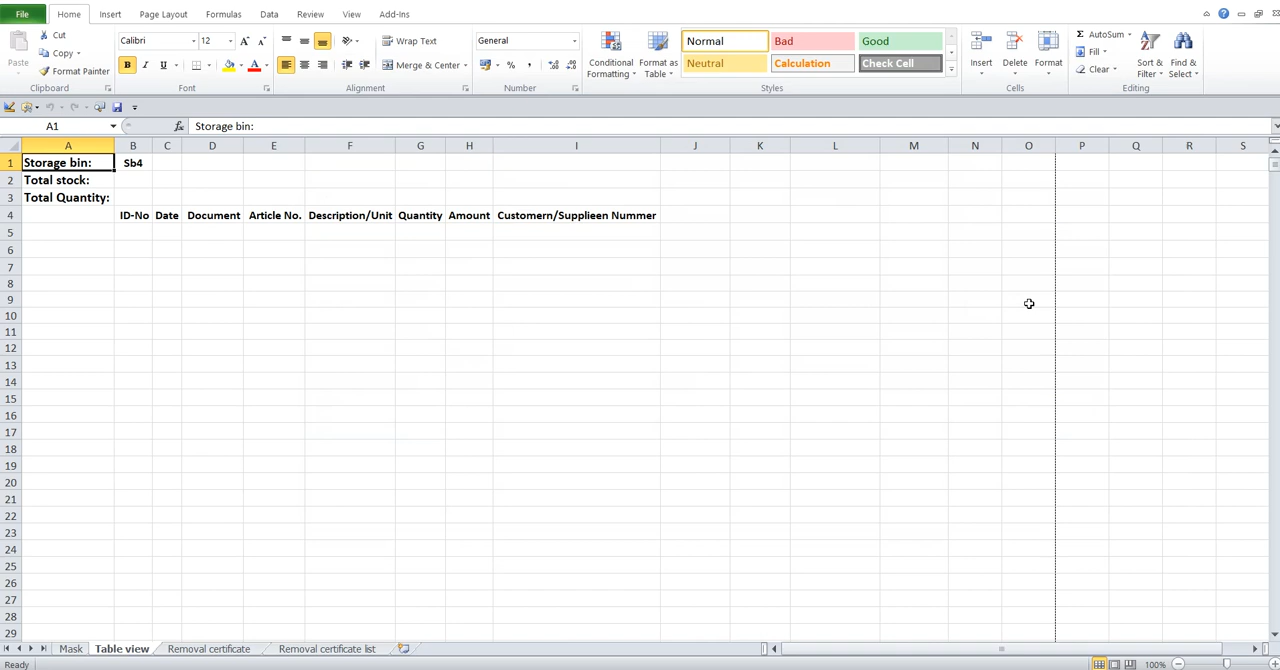 File Home Insert Page Layout Formulas Data Review View Add-Ins
Paste Cut Copy Format Painter Clipboard
Calibri 12 A A B I U A Font
Wrap Text Merge & Center Alignment
General % , Number
Conditional Formatting Format as Table
Normal Bad Good
Neutral Calculation Check Cell
Styles
Insert Delete Format Cells
Σ AutoSum Fill Clear Sort & Filter Find & Select Editing
A1 fx Storage bin:
A B C D E F G H I J K L M N O P Q R S
1 Storage bin: Sb4
2 Total stock:
3 Total Quantity:
4 ID-No Date Document Article No. Description/Unit Quantity Amount Customern/Supplieen Nummer
5
6
7
8
9
10
11
12
13
14
15
16
17
18
19
20
21
22
23
24
25
26
27
28
29
Mask Table view Removal certificate Removal certificate list
Ready 100%